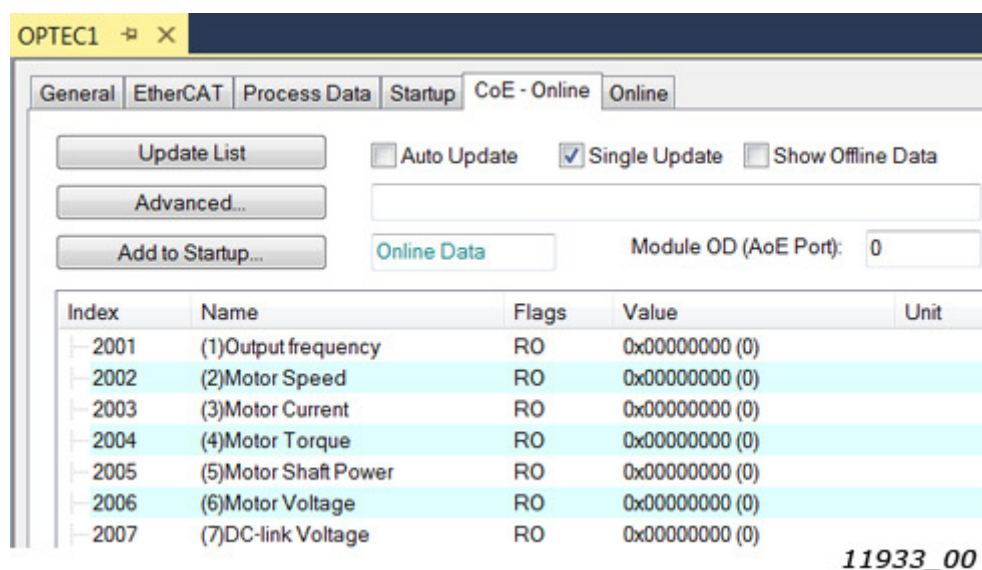 OPTEC1
General EtherCAT Process Data Startup CoE - Online Online
Update List Auto Update Single Update Show Offline Data
Advanced...
Add to Startup... Online Data Module OD (AoE Port): 0
Index Name Flags Value Unit
2001 (1)Output frequency RO 0x00000000 (0)
2002 (2)Motor Speed RO 0x00000000 (0)
2003 (3)Motor Current RO 0x00000000 (0)
2004 (4)Motor Torque RO 0x00000000 (0)
2005 (5)Motor Shaft Power RO 0x00000000 (0)
2006 (6)Motor Voltage RO 0x00000000 (0)
2007 (7)DC-link Voltage RO 0x00000000 (0)
11933_00